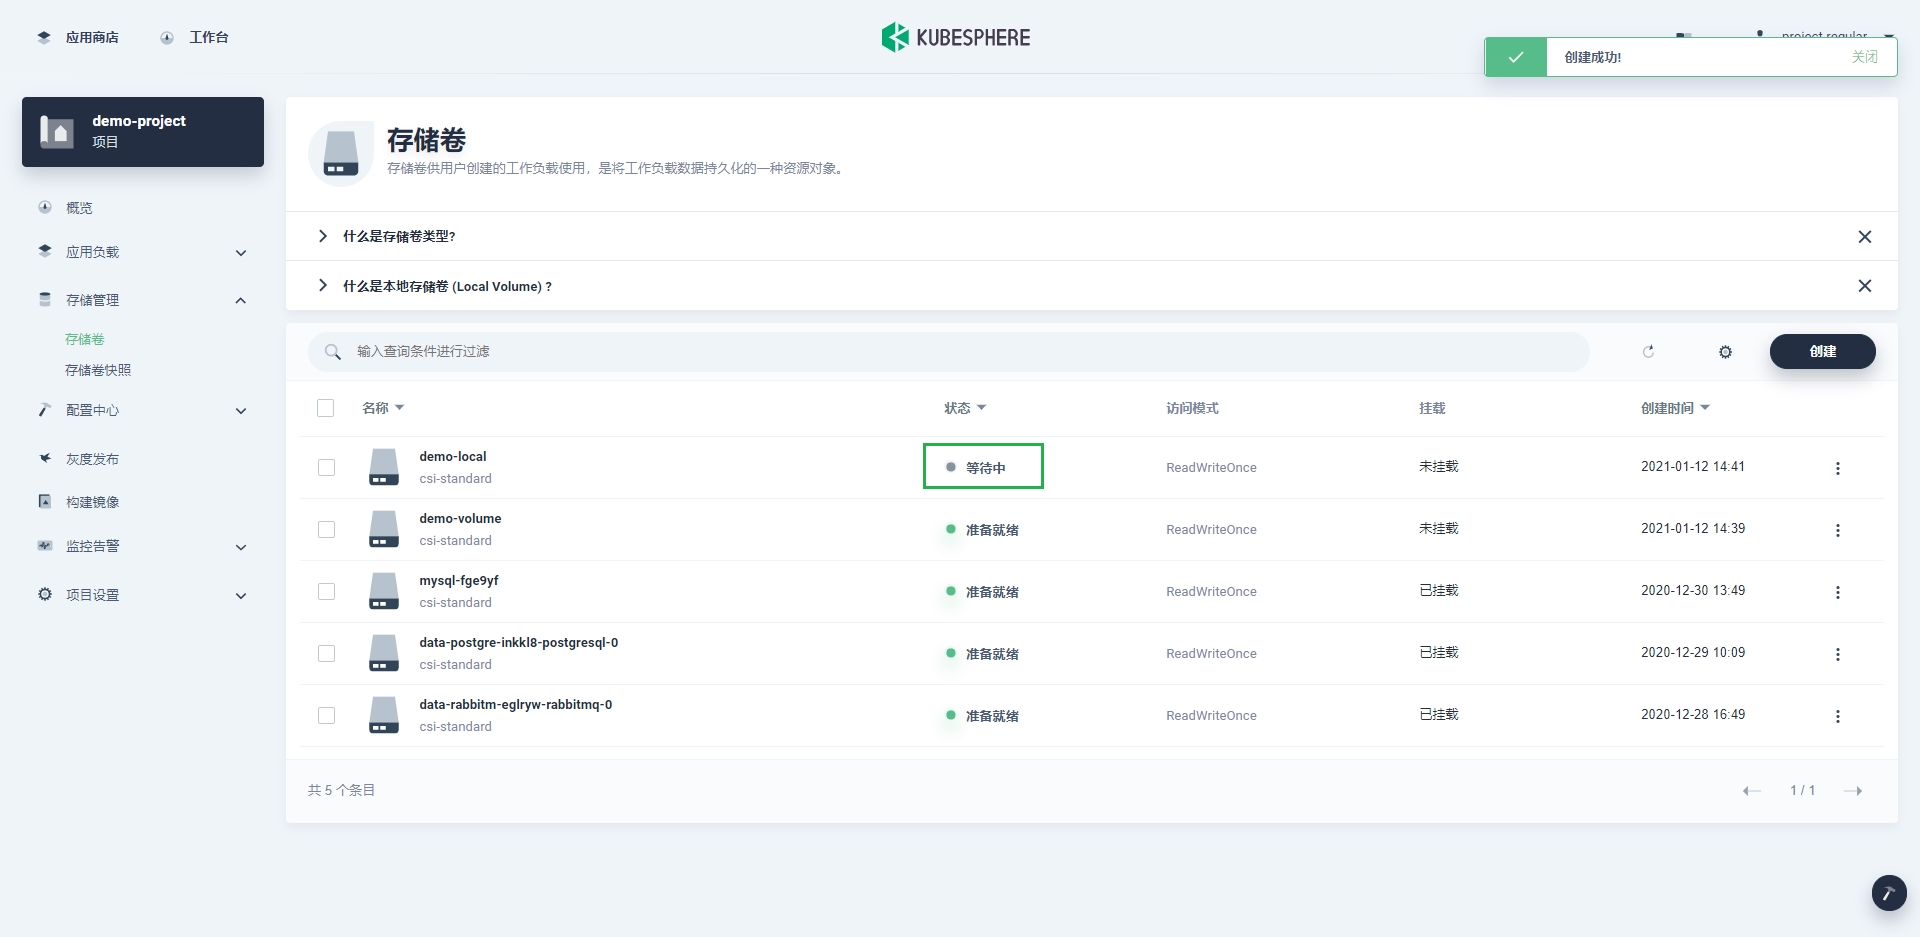 应用商店
工作台
KUBESPHERE
project regular
创建成功!
关闭
demo-project
项目
概览
应用负载
存储管理
存储卷
存储卷快照
配置中心
灰度发布
构建镜像
监控告警
项目设置
存储卷
存储卷供用户创建的工作负载使用，是将工作负载数据持久化的一种资源对象。
什么是存储卷类型?
什么是本地存储卷 (Local Volume) ?
输入查询条件进行过滤
创建
名称 状态 访问模式 挂载 创建时间
demo-local
csi-standard
等待中 ReadWriteOnce 未挂载 2021-01-12 14:41
demo-volume
csi-standard
准备就绪 ReadWriteOnce 未挂载 2021-01-12 14:39
mysql-fge9yf
csi-standard
准备就绪 ReadWriteOnce 已挂载 2020-12-30 13:49
data-postgre-inkkl8-postgresql-0
csi-standard
准备就绪 ReadWriteOnce 已挂载 2020-12-29 10:09
data-rabbitm-eglryw-rabbitmq-0
csi-standard
准备就绪 ReadWriteOnce 已挂载 2020-12-28 16:49
共 5 个条目
1 / 1